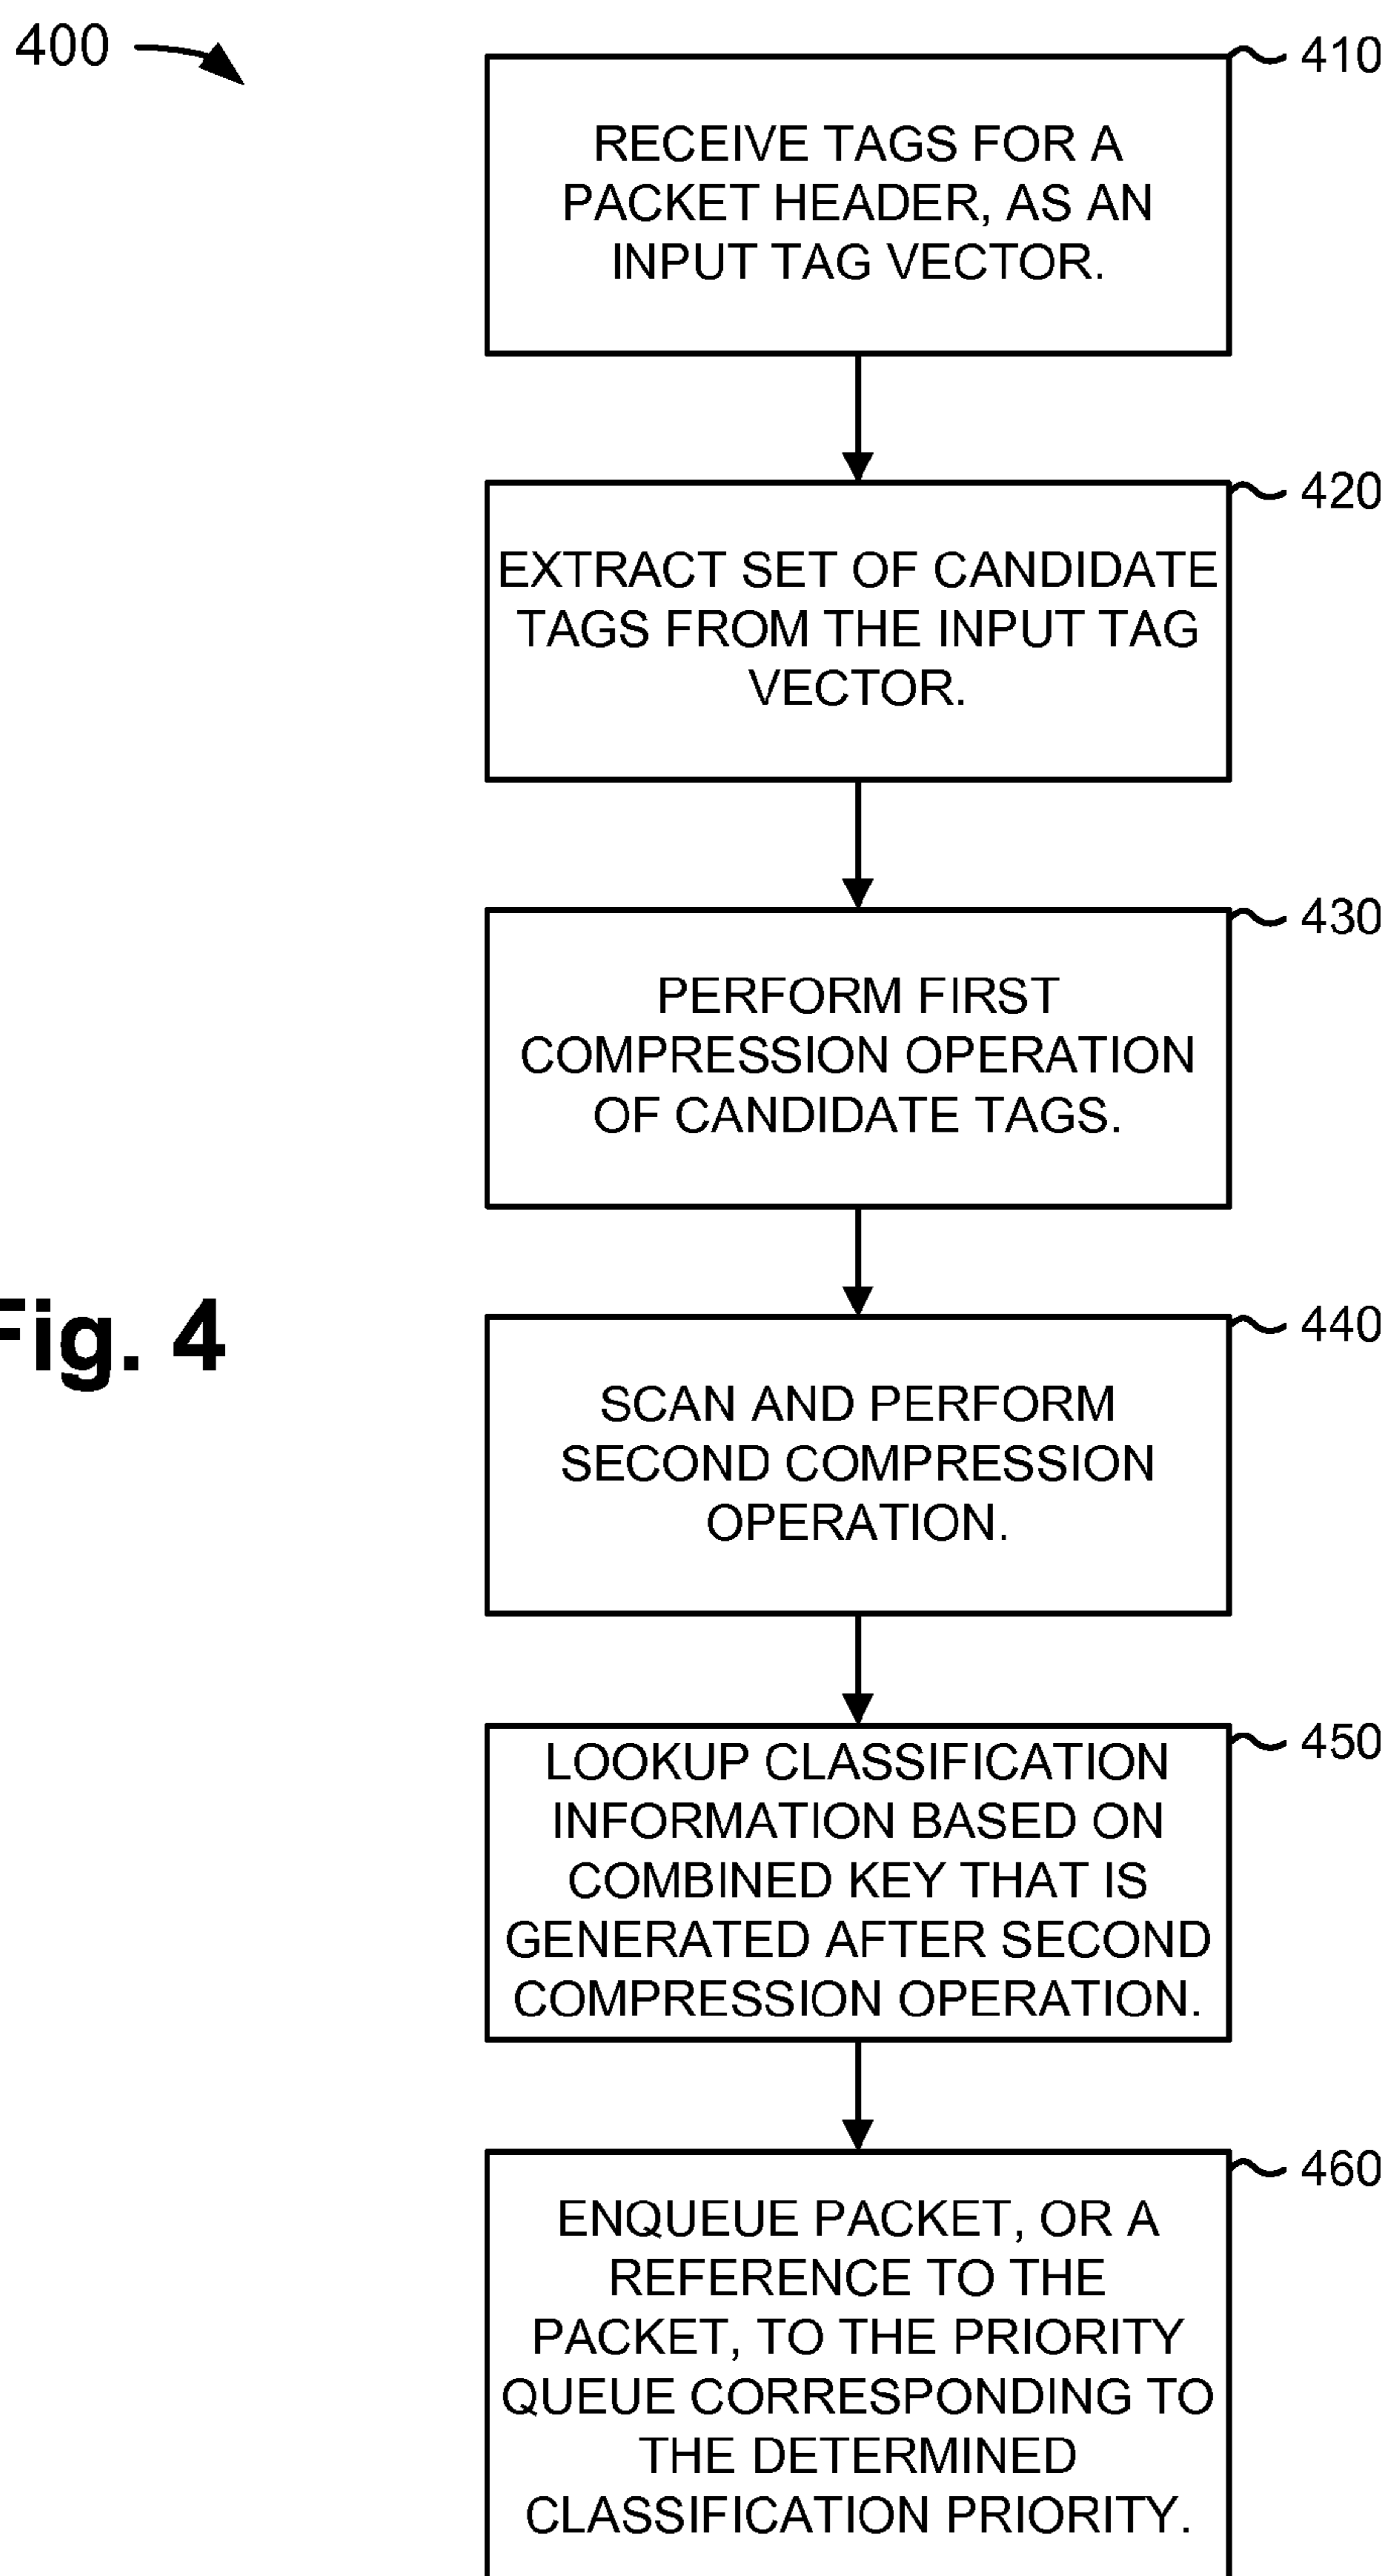 400
410
RECEIVE TAGS FOR A
PACKET HEADER, AS AN
INPUT TAG VECTOR.
420
EXTRACT SET OF CANDIDATE
TAGS FROM THE INPUT TAG
VECTOR.
430
PERFORM FIRST
COMPRESSION OPERATION
OF CANDIDATE TAGS.
Fig. 4
440
SCAN AND PERFORM
SECOND COMPRESSION
OPERATION.
450
LOOKUP CLASSIFICATION
INFORMATION BASED ON
COMBINED KEY THAT IS
GENERATED AFTER SECOND
COMPRESSION OPERATION.
460
ENQUEUE PACKET, OR A
REFERENCE TO THE
PACKET, TO THE PRIORITY
QUEUE CORRESPONDING TO
THE DETERMINED
CLASSIFICATION PRIORITY.